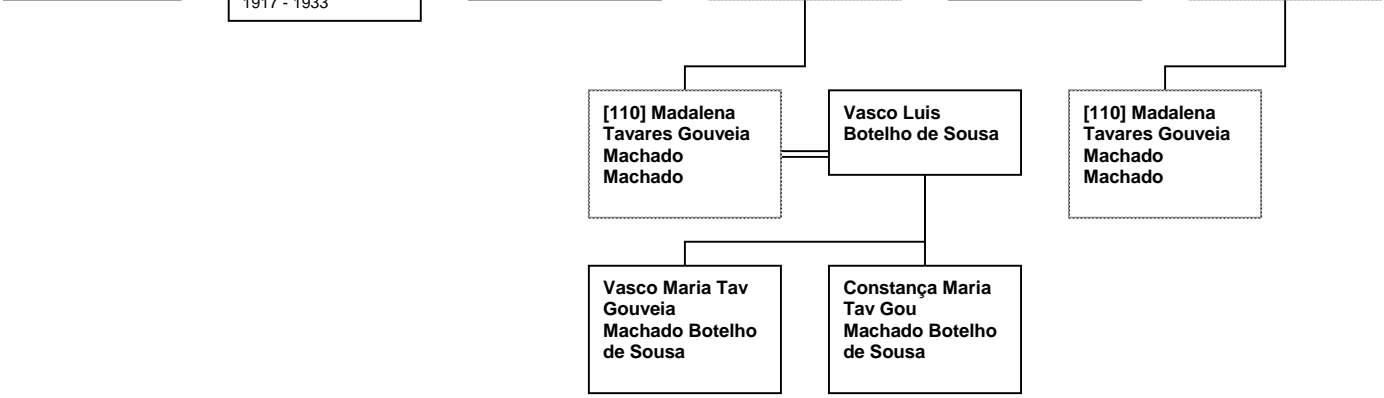 1917 - 1933
[110] Madalena
Tavares Gouveia
Machado
Machado
Vasco Luis
Botelho de Sousa
[110] Madalena
Tavares Gouveia
Machado
Machado
Vasco Maria Tav
Gouveia
Machado Botelho
de Sousa
Constança Maria
Tav Gou
Machado Botelho
de Sousa